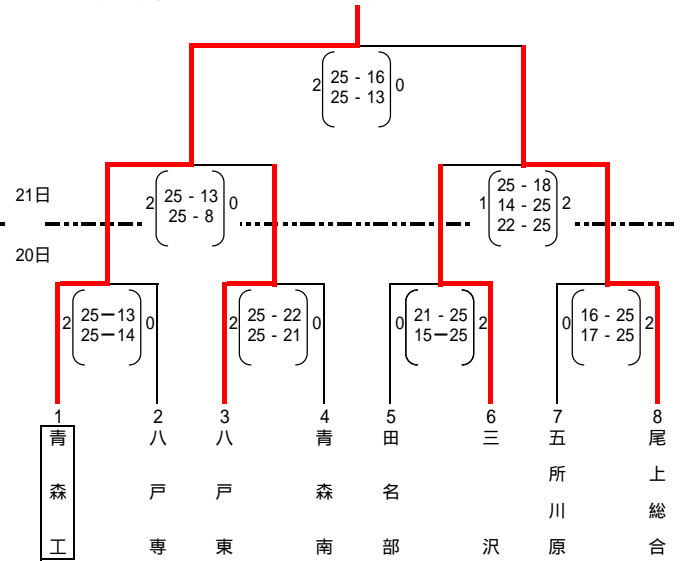 2 25 - 16 0
25 - 13
21日
2 25 - 13 0
25 - 8
1 25 - 18 2
14 - 25
22 - 25
20日
2 25ー13 0
25ー14
2 25 - 22 0
25 - 21
0 21 - 25 2
15ー25
0 16 - 25 2
17 - 25
1 2 3 4 5 6 7 8
青森工
八戸専
八戸東
青森南
田名部
三沢
五所川原
尾上総合